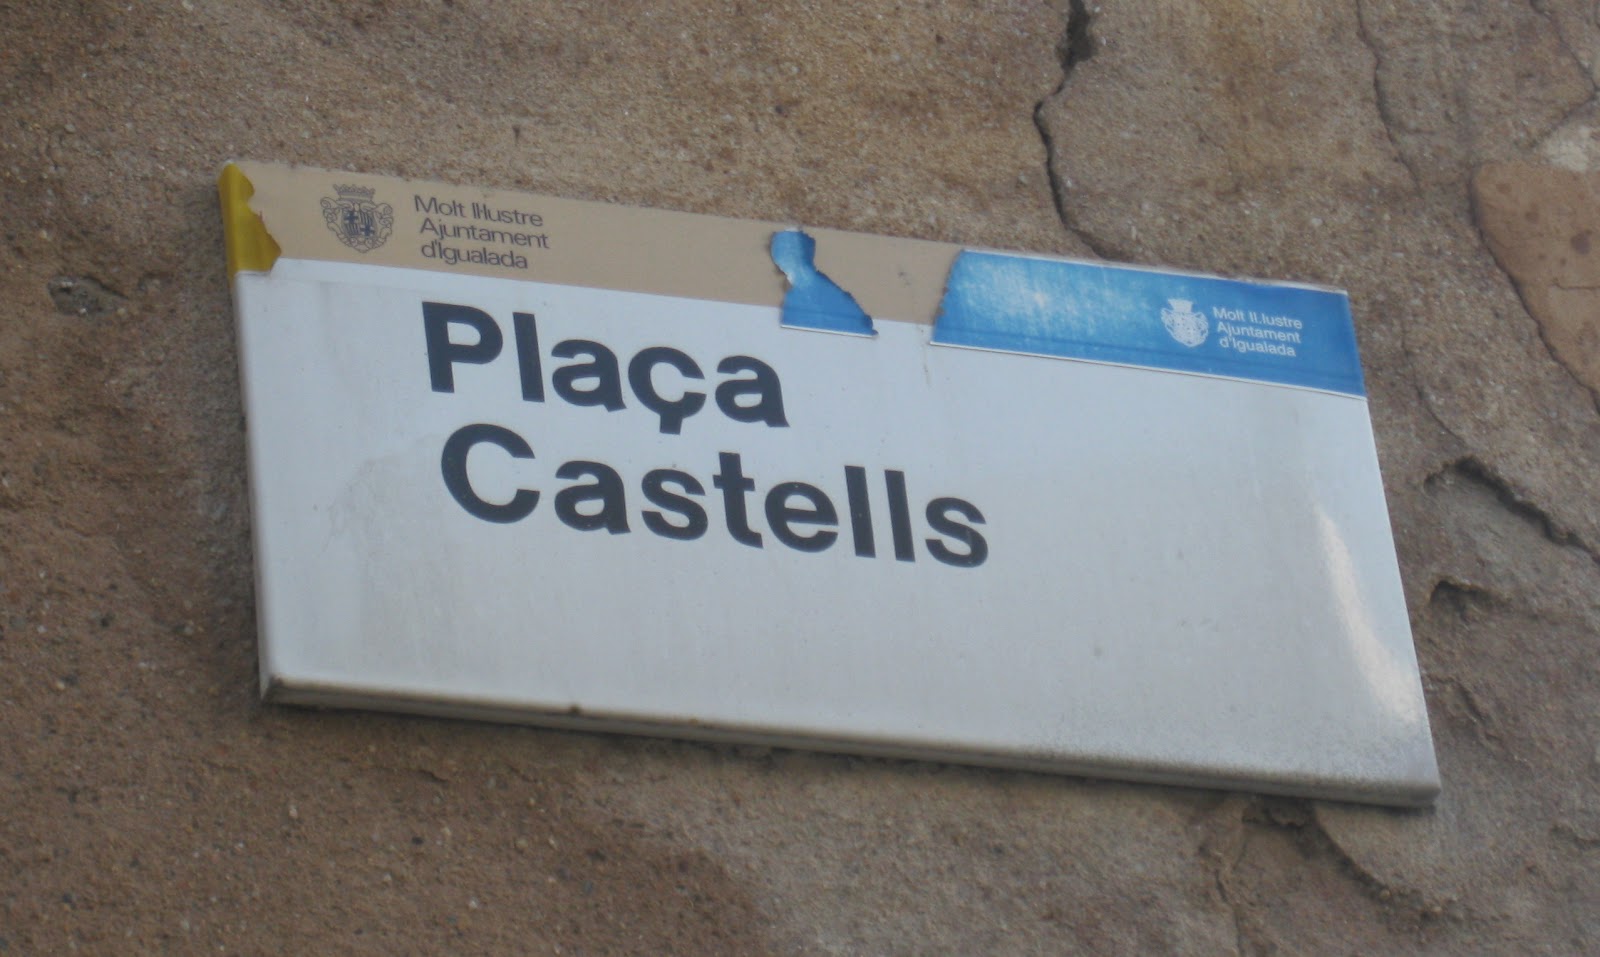 Molt Il·lustre
Ajuntament
d'Igualada
Molt Il.lustre
Ajuntament
d'Igualada
Plaça
Castells